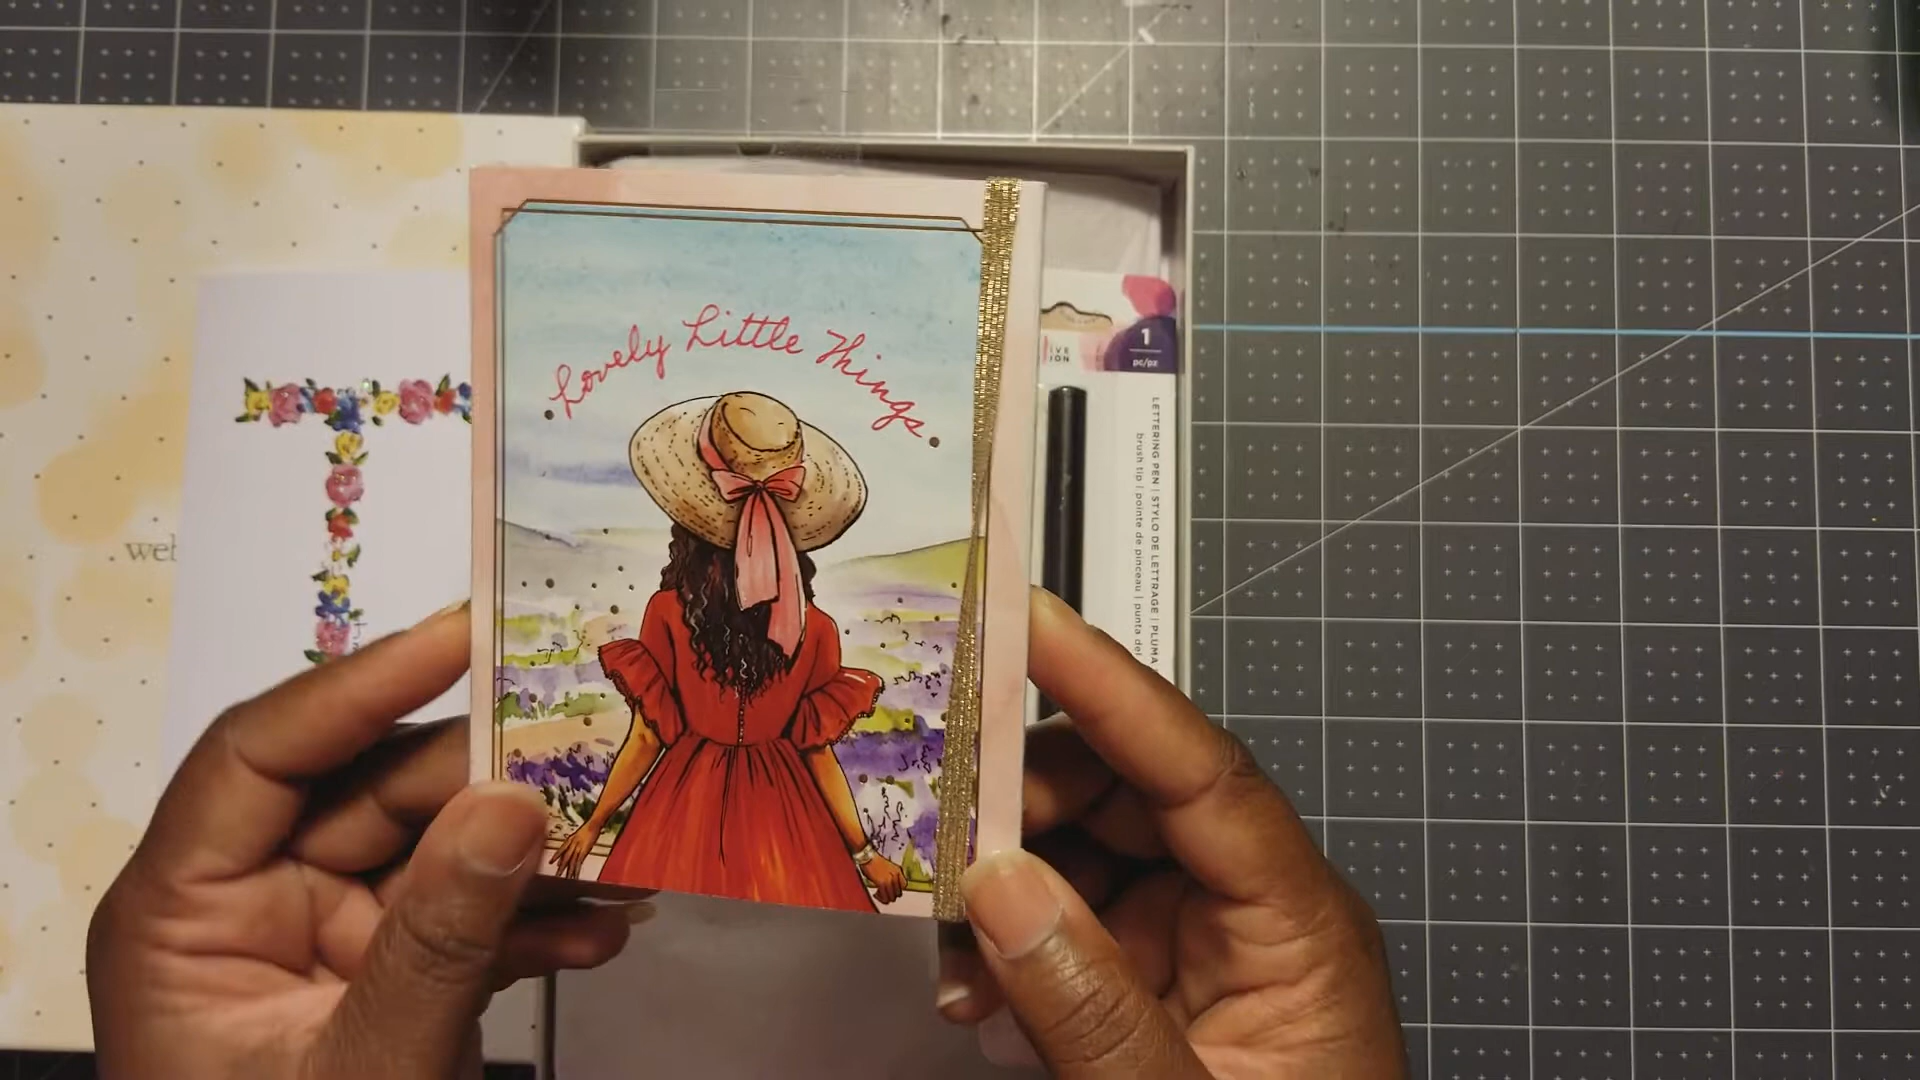 Lovely Little Things
1
pc/pz
LETTERING PEN | STYLO DE LETTRAGE | PLUMA
brush tip | pointe de pinceau | punta del